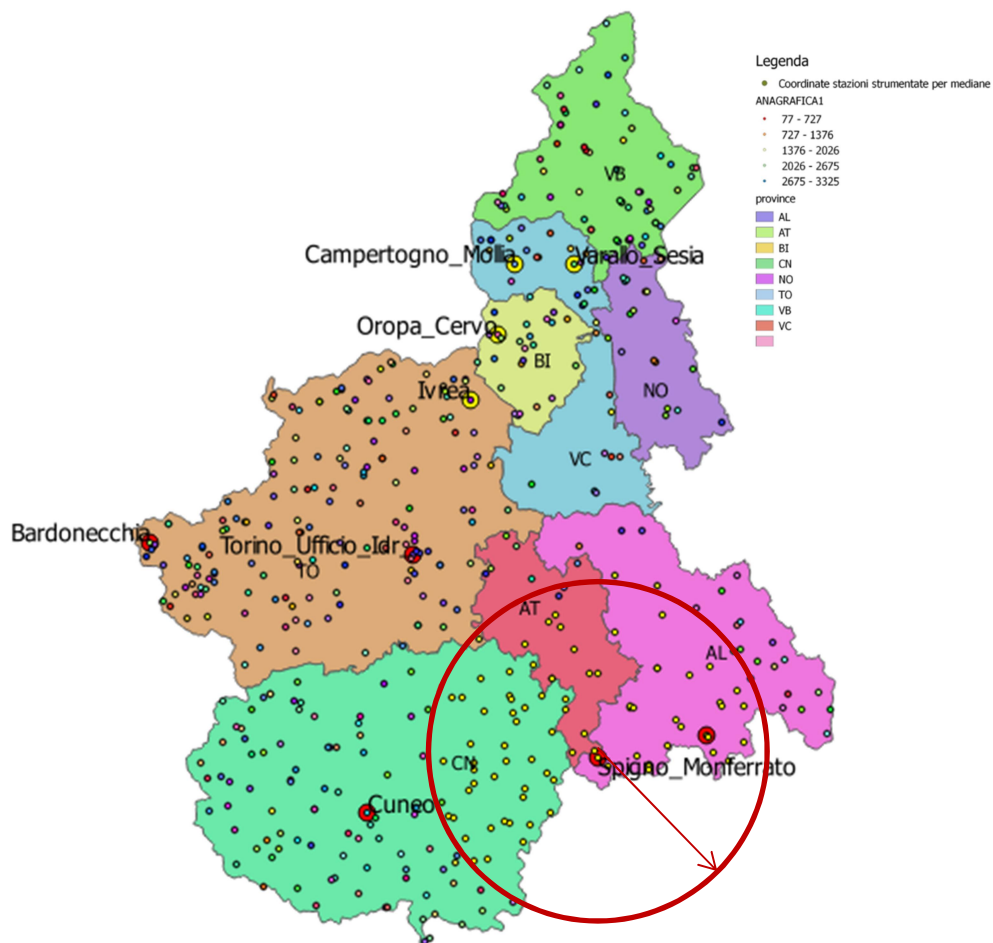 Legenda
Coordinate stazioni strumentate per mediane
ANAGRAFICA1
77 - 727
727 - 1376
1376 - 2026
2026 - 2675
2675 - 3325
province
AL
AT
BI
CN
NO
TO
VB
VC
VB
Campertogno_Mollia
Varallo_Sesia
Oropa_Cervo
BI
Ivrea
NO
VC
Bardonecchia
Torino_Ufficio_Idr
TO
AT
AL
CN
Spigno_Monferrato
Cuneo